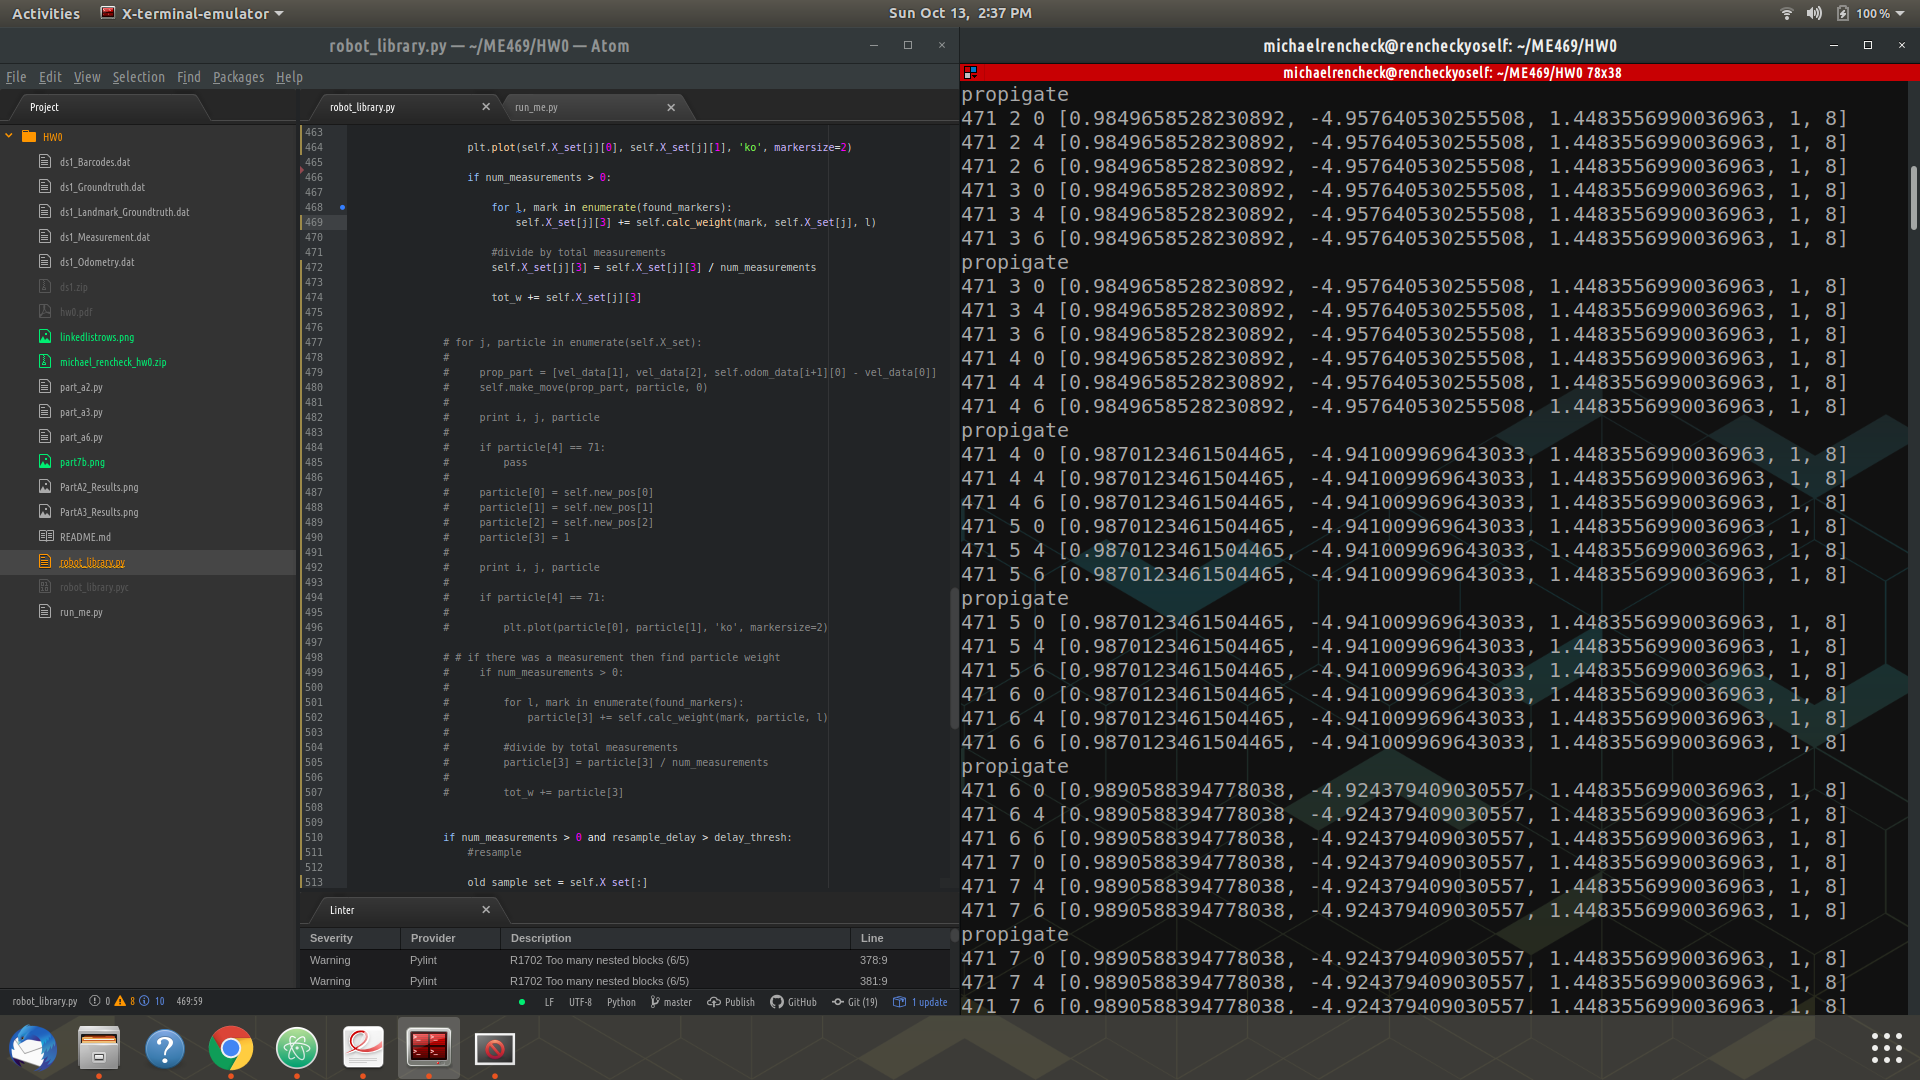 Activities X-terminal-emulator Sun Oct 13, 2:37 PM 100 %
robot_library.py — ~/ME469/HW0 — Atom
File Edit View Selection Find Packages Help
Project
HW0
ds1_Barcodes.dat
ds1_Groundtruth.dat
ds1_Landmark_Groundtruth.dat
ds1_Measurement.dat
ds1_Odometry.dat
ds1.zip
hw0.pdf
linkedlistrows.png
michael_rencheck_hw0.zip
part_a2.py
part_a3.py
part_a6.py
part7b.png
PartA2_Results.png
PartA3_Results.png
README.md
robot_library.py
robot_library.pyc
run_me.py
robot_library.py run_me.py
463
464 plt.plot(self.X_set[j][0], self.X_set[j][1], 'ko', markersize=2)
465
466 if num_measurements > 0:
467
468 for l, mark in enumerate(found_markers):
469 self.X_set[j][3] += self.calc_weight(mark, self.X_set[j], l)
470
471 #divide by total measurements
472 self.X_set[j][3] = self.X_set[j][3] / num_measurements
473
474 tot_w += self.X_set[j][3]
475
476
477 # for j, particle in enumerate(self.X_set):
478 #
479 # prop_part = [vel_data[1], vel_data[2], self.odom_data[i+1][0] - vel_data[0]]
480 # self.make_move(prop_part, particle, 0)
481 #
482 # print i, j, particle
483 #
484 # if particle[4] == 71:
485 # pass
486 #
487 # particle[0] = self.new_pos[0]
488 # particle[1] = self.new_pos[1]
489 # particle[2] = self.new_pos[2]
490 # particle[3] = 1
491 #
492 # print i, j, particle
493 #
494 # if particle[4] == 71:
495 #
496 # plt.plot(particle[0], particle[1], 'ko', markersize=2)
497
498 # # if there was a measurement then find particle weight
499 # if num_measurements > 0:
500 #
501 # for l, mark in enumerate(found_markers):
502 # particle[3] += self.calc_weight(mark, particle, l)
503 #
504 # #divide by total measurements
505 # particle[3] = particle[3] / num_measurements
506 #
507 # tot_w += particle[3]
508
509
510 if num_measurements > 0 and resample_delay > delay_thresh:
511 #resample
512
513 old_sample_set = self.X_set[:]
Linter
Severity Provider Description Line
Warning Pylint R1702 Too many nested blocks (6/5) 378:9
Warning Pylint R1702 Too many nested blocks (6/5) 381:9
robot_library.py 0 8 10 469:59 LF UTF-8 Python master Publish GitHub Git (19) 1 update
michaelrencheck@rencheckyoself: ~/ME469/HW0
michaelrencheck@rencheckyoself: ~/ME469/HW0 78x38
propigate
471 2 0 [0.9849658528230892, -4.957640530255508, 1.4483556990036963, 1, 8]
471 2 4 [0.9849658528230892, -4.957640530255508, 1.4483556990036963, 1, 8]
471 2 6 [0.9849658528230892, -4.957640530255508, 1.4483556990036963, 1, 8]
471 3 0 [0.9849658528230892, -4.957640530255508, 1.4483556990036963, 1, 8]
471 3 4 [0.9849658528230892, -4.957640530255508, 1.4483556990036963, 1, 8]
471 3 6 [0.9849658528230892, -4.957640530255508, 1.4483556990036963, 1, 8]
propigate
471 3 0 [0.9849658528230892, -4.957640530255508, 1.4483556990036963, 1, 8]
471 3 4 [0.9849658528230892, -4.957640530255508, 1.4483556990036963, 1, 8]
471 3 6 [0.9849658528230892, -4.957640530255508, 1.4483556990036963, 1, 8]
471 4 0 [0.9849658528230892, -4.957640530255508, 1.4483556990036963, 1, 8]
471 4 4 [0.9849658528230892, -4.957640530255508, 1.4483556990036963, 1, 8]
471 4 6 [0.9849658528230892, -4.957640530255508, 1.4483556990036963, 1, 8]
propigate
471 4 0 [0.9870123461504465, -4.941009969643033, 1.4483556990036963, 1, 8]
471 4 4 [0.9870123461504465, -4.941009969643033, 1.4483556990036963, 1, 8]
471 4 6 [0.9870123461504465, -4.941009969643033, 1.4483556990036963, 1, 8]
471 5 0 [0.9870123461504465, -4.941009969643033, 1.4483556990036963, 1, 8]
471 5 4 [0.9870123461504465, -4.941009969643033, 1.4483556990036963, 1, 8]
471 5 6 [0.9870123461504465, -4.941009969643033, 1.4483556990036963, 1, 8]
propigate
471 5 0 [0.9870123461504465, -4.941009969643033, 1.4483556990036963, 1, 8]
471 5 4 [0.9870123461504465, -4.941009969643033, 1.4483556990036963, 1, 8]
471 5 6 [0.9870123461504465, -4.941009969643033, 1.4483556990036963, 1, 8]
471 6 0 [0.9870123461504465, -4.941009969643033, 1.4483556990036963, 1, 8]
471 6 4 [0.9870123461504465, -4.941009969643033, 1.4483556990036963, 1, 8]
471 6 6 [0.9870123461504465, -4.941009969643033, 1.4483556990036963, 1, 8]
propigate
471 6 0 [0.9890588394778038, -4.924379409030557, 1.4483556990036963, 1, 8]
471 6 4 [0.9890588394778038, -4.924379409030557, 1.4483556990036963, 1, 8]
471 6 6 [0.9890588394778038, -4.924379409030557, 1.4483556990036963, 1, 8]
471 7 0 [0.9890588394778038, -4.924379409030557, 1.4483556990036963, 1, 8]
471 7 4 [0.9890588394778038, -4.924379409030557, 1.4483556990036963, 1, 8]
471 7 6 [0.9890588394778038, -4.924379409030557, 1.4483556990036963, 1, 8]
propigate
471 7 0 [0.9890588394778038, -4.924379409030557, 1.4483556990036963, 1, 8]
471 7 4 [0.9890588394778038, -4.924379409030557, 1.4483556990036963, 1, 8]
471 7 6 [0.9890588394778038, -4.924379409030557, 1.4483556990036963, 1, 8]